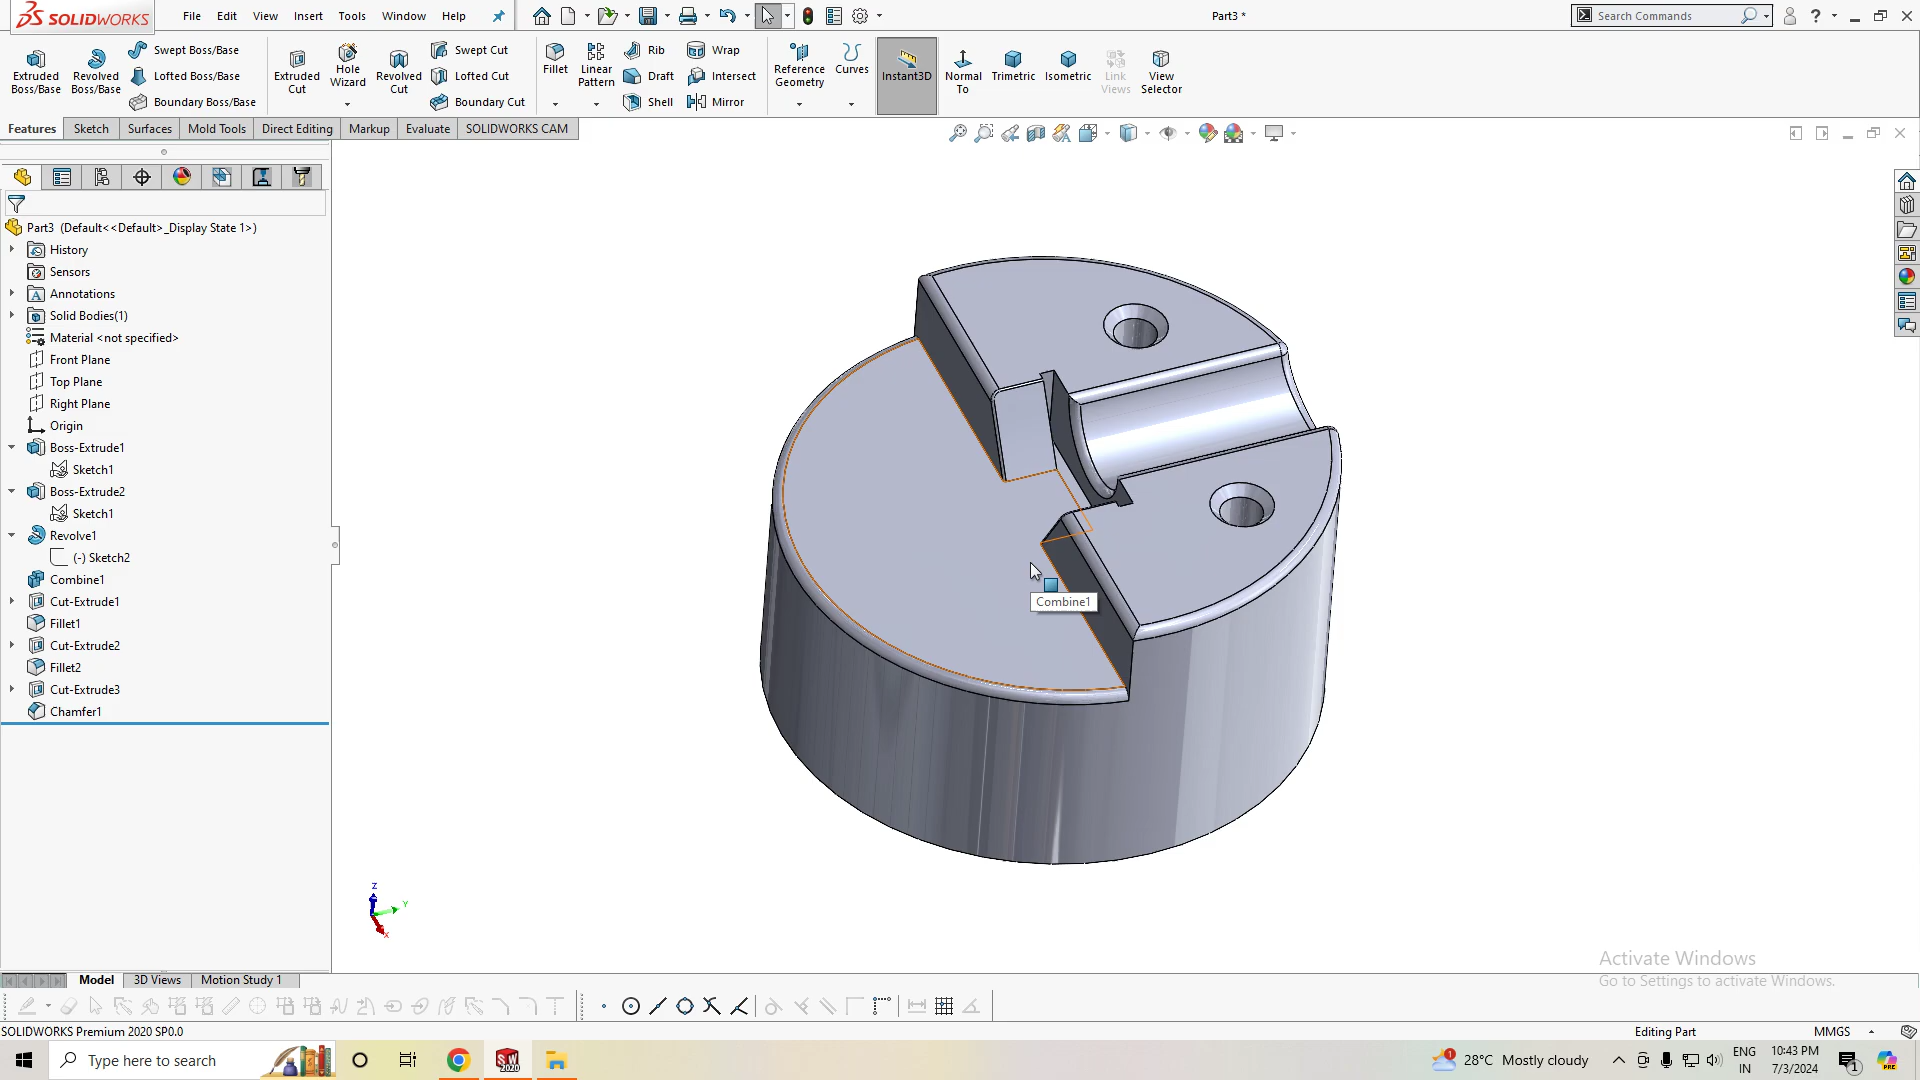 SOLIDWORKS
File Edit View Insert Tools Window Help
Part3 *
Search Commands
Extruded Boss/Base
Revolved Boss/Base
Swept Boss/Base
Lofted Boss/Base
Boundary Boss/Base
Extruded Cut
Hole Wizard
Revolved Cut
Swept Cut
Lofted Cut
Boundary Cut
Fillet
Linear Pattern
Rib
Draft
Shell
Wrap
Intersect
Mirror
Reference Geometry
Curves
Instant3D
Normal To
Trimetric
Isometric
Link Views
View Selector
Features Sketch Surfaces Mold Tools Direct Editing Markup Evaluate SOLIDWORKS CAM
Part3 (Default<<Default>_Display State 1>)
History
Sensors
Annotations
Solid Bodies(1)
Material <not specified>
Front Plane
Top Plane
Right Plane
Origin
Boss-Extrude1
Sketch1
Boss-Extrude2
Sketch1
Revolve1
(-) Sketch2
Combine1
Cut-Extrude1
Fillet1
Cut-Extrude2
Fillet2
Cut-Extrude3
Chamfer1
Combine1
Z
Y
X
Activate Windows
Go to Settings to activate Windows.
Model 3D Views Motion Study 1
SOLIDWORKS Premium 2020 SP0.0
Editing Part
MMGS
Type here to search
SW
2020
1
28°C Mostly cloudy
ENG
IN
10:43 PM
7/3/2024
1
PRE